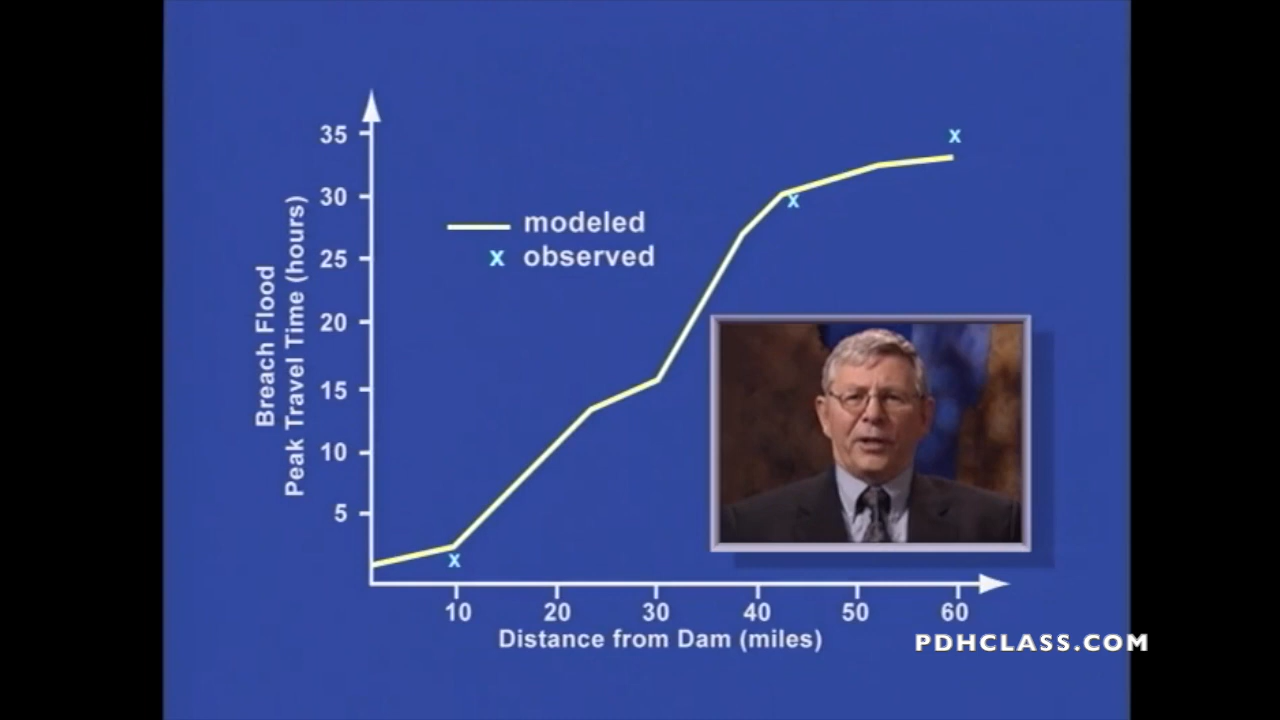 35
30
25
20
15
10
5
Breach Flood
Peak Travel Time (hours)
modeled
x observed
x
x
x
10 20 30 40 50 60
Distance from Dam (miles)
PDHCLASS.COM